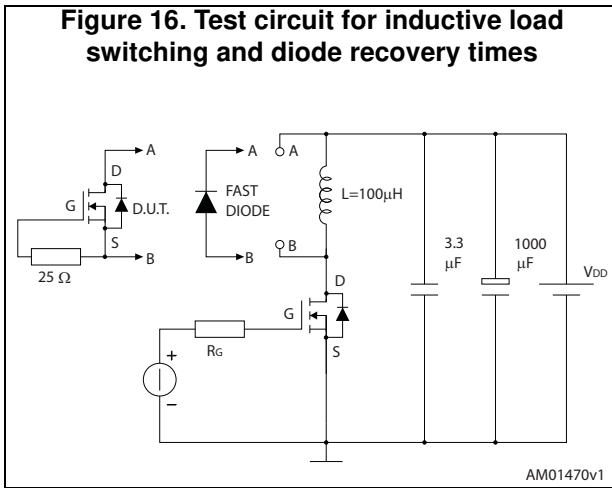 Figure 16. Test circuit for inductive load
switching and diode recovery times
A
D
G
D.U.T.
S
B
25 Ω
A
FAST
DIODE
B
A
L=100µH
B
D
G
S
RG
+
−
3.3
µF
1000
µF
VDD
AM01470v1